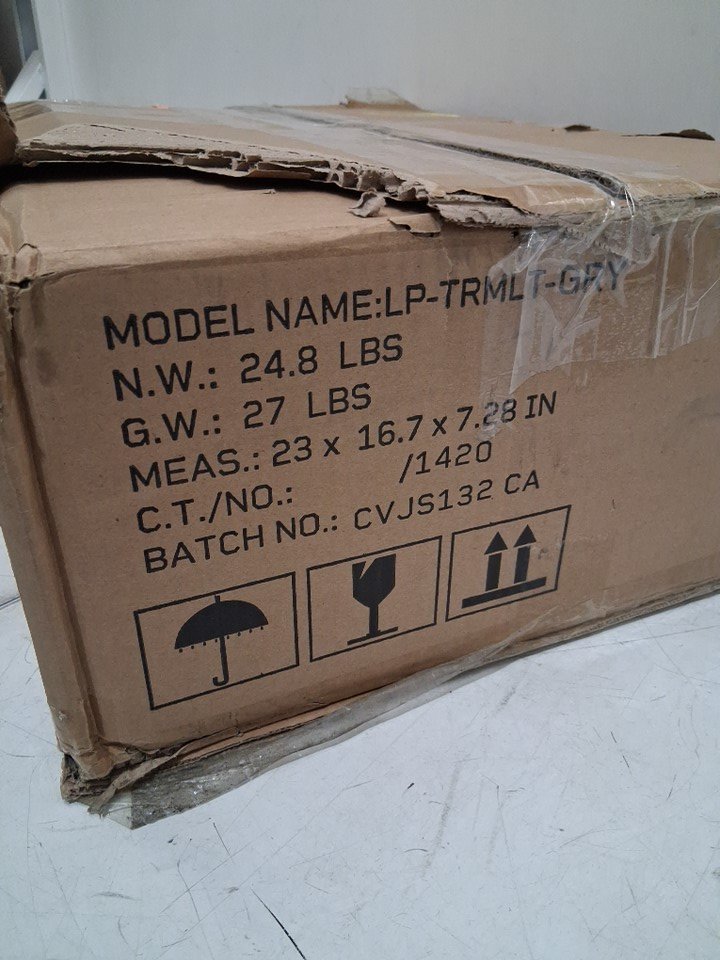 MODEL NAME:LP-TRMLT-GRY
N.W.: 24.8 LBS
G.W.: 27 LBS
MEAS.: 23 x 16.7 x 7.28 IN
C.T./NO.: /1420
BATCH NO.: CVJS132 CA